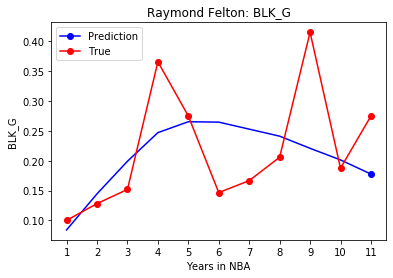 Raymond Felton: BLK_G
Prediction
True
BLK_G
0.40
0.35
0.30
0.25
0.20
0.15
0.10
1 2 3 4 5 6 7 8 9 10 11
Years in NBA